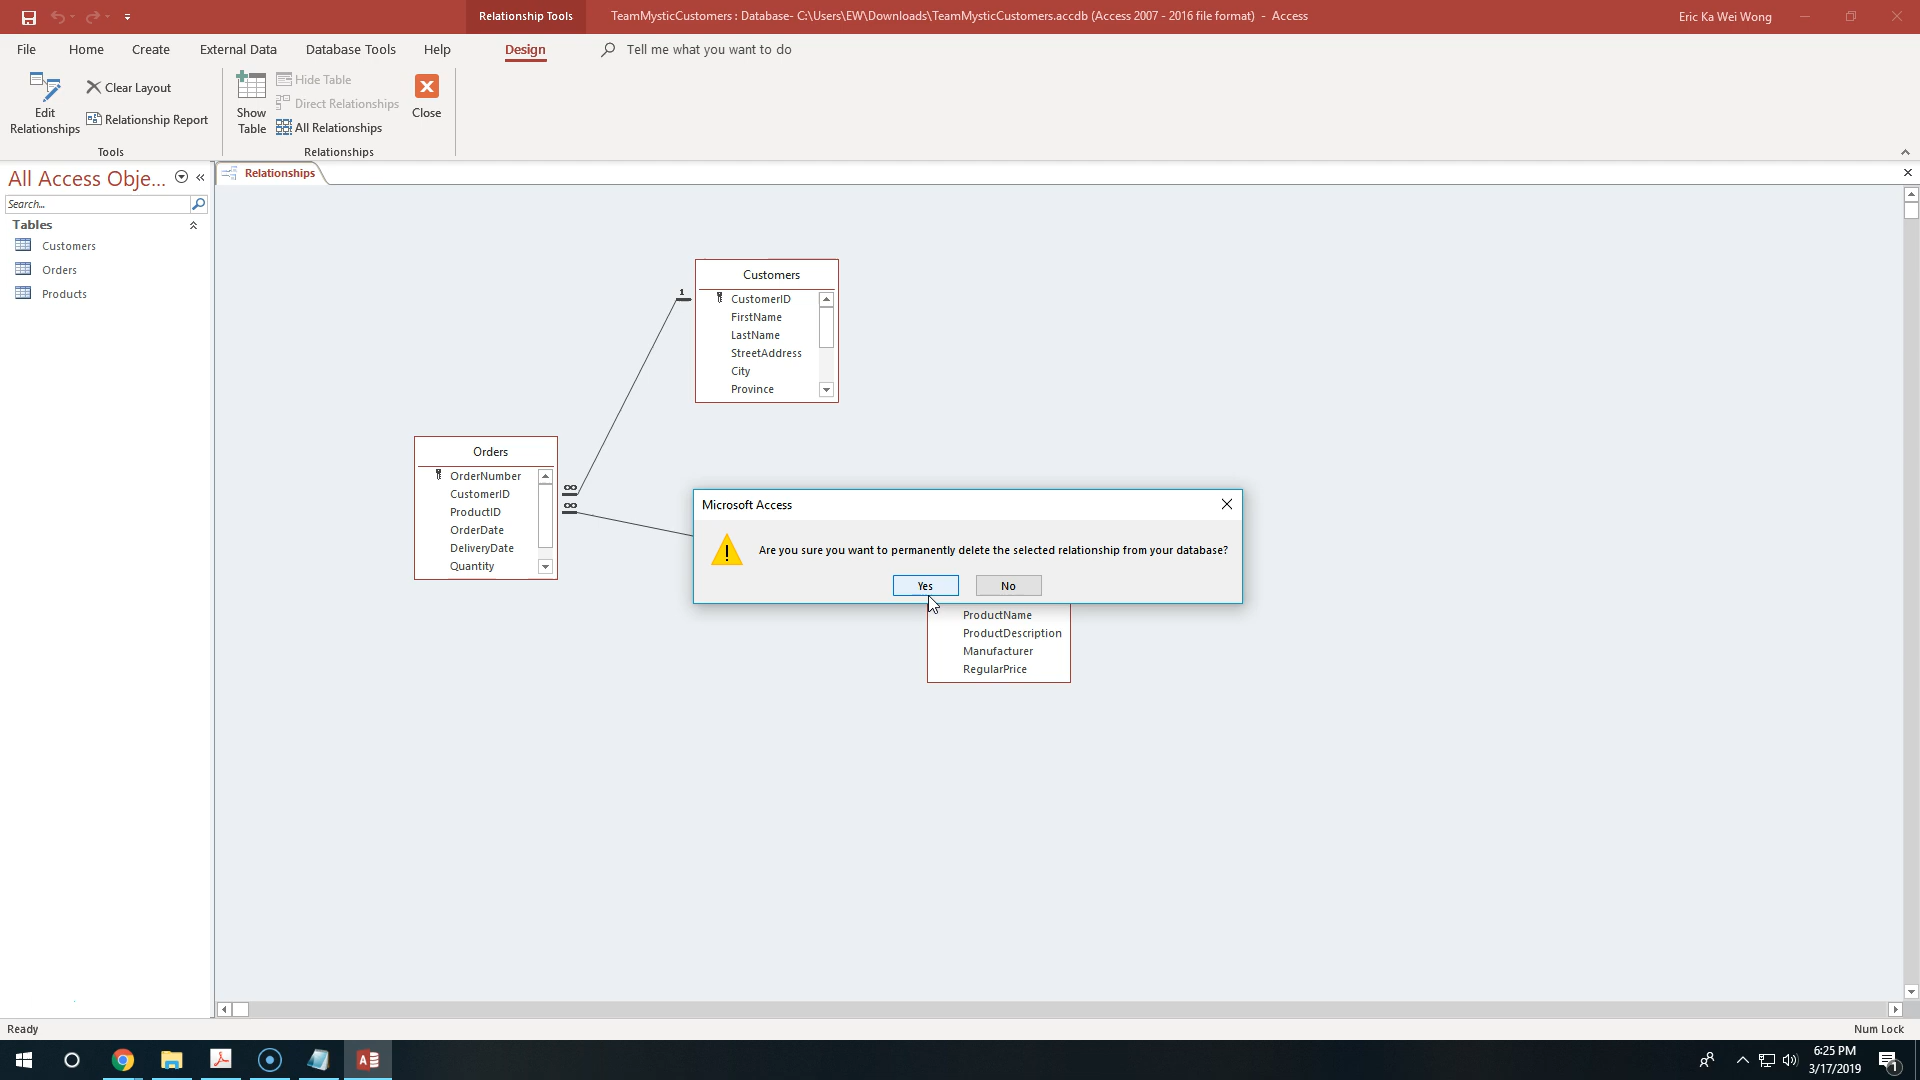 Relationship Tools
TeamMysticCustomers : Database- C:\Users\EW\Downloads\TeamMysticCustomers.accdb (Access 2007 - 2016 file format) - Access
Eric Ka Wei Wong
File
Home
Create
External Data
Database Tools
Help
Design
Tell me what you want to do
Edit
Relationships
Clear Layout
Relationship Report
Tools
Show
Table
Hide Table
Direct Relationships
All Relationships
Close
Relationships
All Access Obje...
Search...
Tables
Customers
Orders
Products
Relationships
Customers
1
CustomerID
FirstName
LastName
StreetAddress
City
Province
Orders
OrderNumber
CustomerID
ProductID
OrderDate
DeliveryDate
Quantity
∞
∞
Microsoft Access
Are you sure you want to permanently delete the selected relationship from your database?
Yes
No
ProductName
ProductDescription
Manufacturer
RegularPrice
Ready
Num Lock
6:25 PM
3/17/2019
1